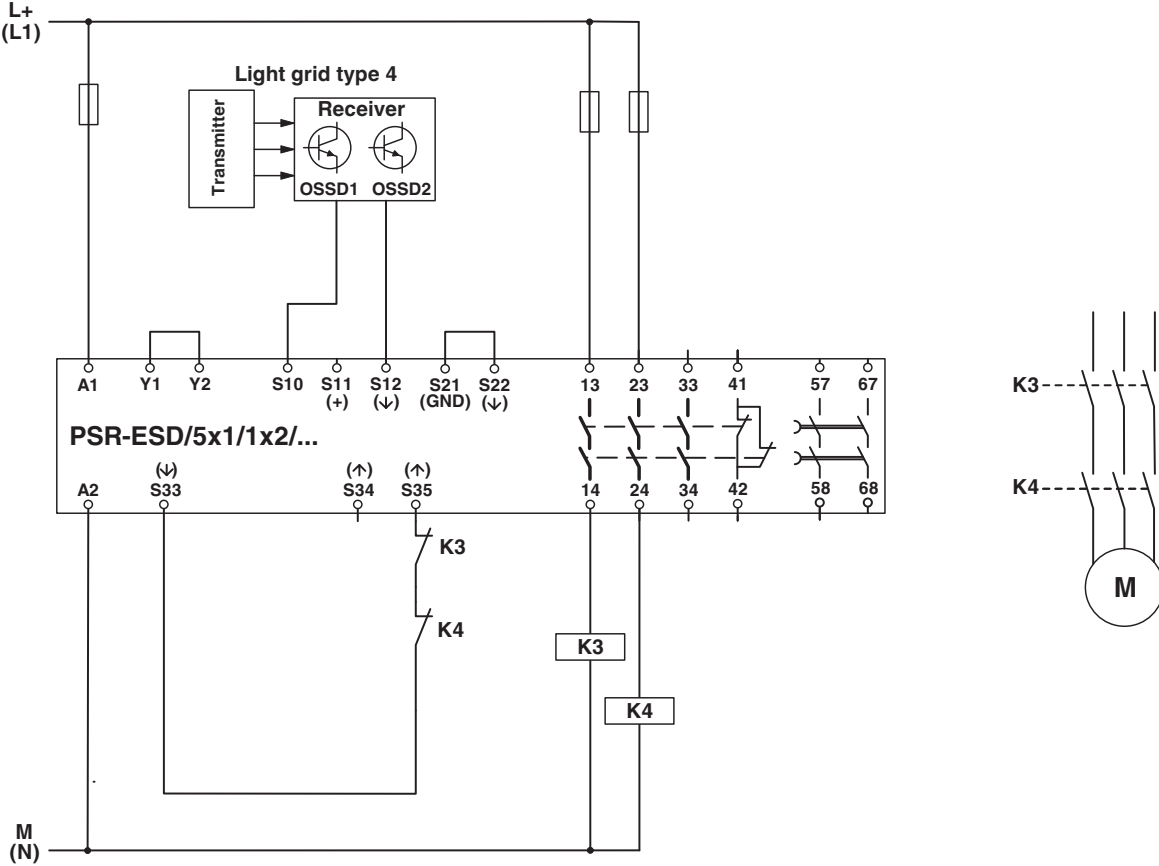 L+
(L1)
Light grid type 4
Transmitter
Receiver
OSSD1 OSSD2
A1 Y1 Y2 S10 S11 S12 S21 S22 13 23 33 41 57 67
(+) (↓) (GND) (↓)
K3
PSR-ESD/5x1/1x2/...
(↓) (↑) (↑)
A2 S33 S34 S35 14 24 34 42 58 68
K4
K3
M
K4
K3
K4
M
(N)